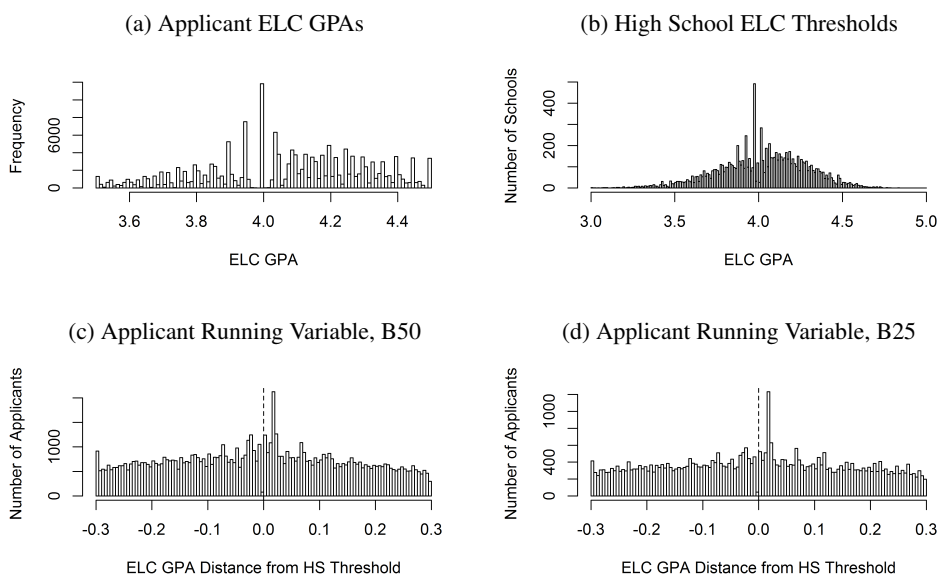 (a) Applicant ELC GPAs
Frequency
0
6000
3.6 3.8 4.0 4.2 4.4
ELC GPA
(b) High School ELC Thresholds
Number of Schools
0 200 400
3.0 3.5 4.0 4.5 5.0
ELC GPA
(c) Applicant Running Variable, B50
Number of Applicants
0 1000
-0.3 -0.2 -0.1 0.0 0.1 0.2 0.3
ELC GPA Distance from HS Threshold
(d) Applicant Running Variable, B25
Number of Applicants
0 400 1000
-0.3 -0.2 -0.1 0.0 0.1 0.2 0.3
ELC GPA Distance from HS Threshold